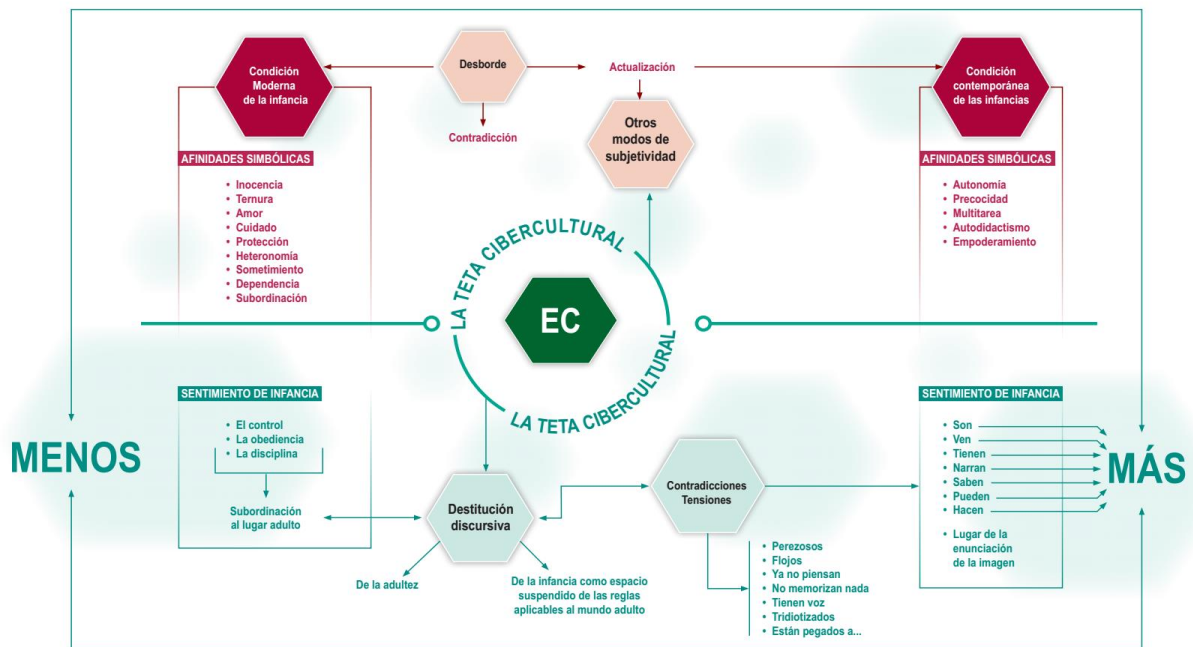 Condición
Moderna
de la infancia
Desborde
Actualización
Condición
contemporánea
de las infancias
Contradicción
Otros
modos de
subjetividad
AFINIDADES SIMBÓLICAS
• Inocencia
• Ternura
• Amor
• Cuidado
• Protección
• Heteronomía
• Sometimiento
• Dependencia
• Subordinación
AFINIDADES SIMBÓLICAS
• Autonomía
• Precocidad
• Multitarea
• Autodidactismo
• Empoderamiento
LA TETA CIBERCULTURAL
EC
LA TETA CIBERCULTURAL
MENOS
SENTIMIENTO DE INFANCIA
• El control
• La obediencia
• La disciplina
Subordinación
al lugar adulto
Destitución
discursiva
De la adultez
De la infancia como espacio
suspendido de las reglas
aplicables al mundo adulto
Contradicciones
Tensiones
• Perezosos
• Flojos
• Ya no piensan
• No memorizan nada
• Tienen voz
• Tridiotizados
• Están pegados a...
SENTIMIENTO DE INFANCIA
• Son
• Ven
• Tienen
• Narran
• Saben
• Pueden
• Hacen
• Lugar de la
enunciación
de la imagen
MÁS